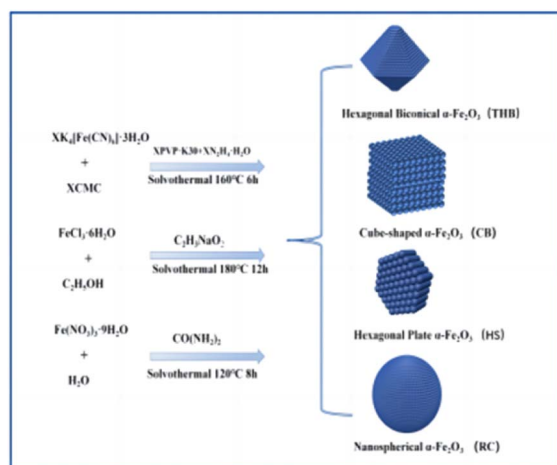 XK₄[Fe(CN)₆]·3H₂O
+
XCMC
XPVP-K30+XN₂H₄·H₂O
Solvothermal 160℃ 6h
FeCl₃·6H₂O
+
C₂H₅OH
C₂H₃NaO₂
Solvothermal 180℃ 12h
Fe(NO₃)₃·9H₂O
+
H₂O
CO(NH₂)₂
Solvothermal 120℃ 8h
Hexagonal Biconical α-Fe₂O₃ (THB)
Cube-shaped α-Fe₂O₃ (CB)
Hexagonal Plate α-Fe₂O₃ (HS)
Nanospherical α-Fe₂O₃ (RC)